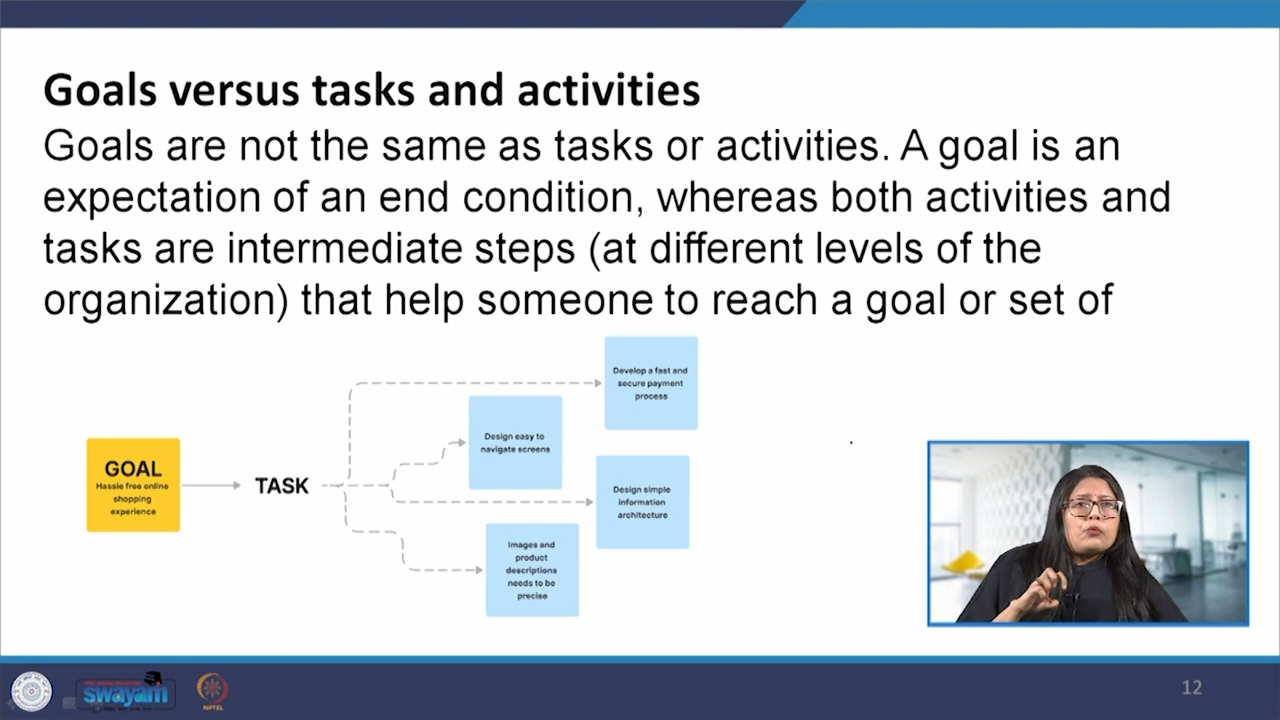 Goals versus tasks and activities
Goals are not the same as tasks or activities. A goal is an
expectation of an end condition, whereas both activities and
tasks are intermediate steps (at different levels of the
organization) that help someone to reach a goal or set of
Develop a fast and
secure payment
process
Design easy to
navigate screens
GOAL
Hassle free online
shopping
experience
TASK
Design simple
information
architecture
Images and
product
descriptions
needs to be
precise
swayam
NPTEL
12